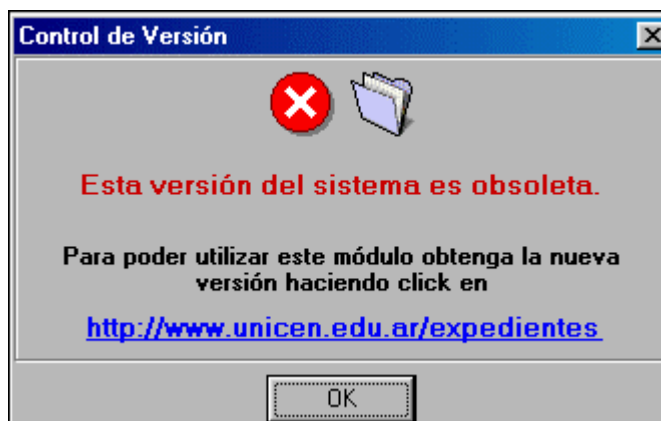 Control de Versión
Esta versión del sistema es obsoleta.
Para poder utilizar este módulo obtenga la nueva
versión haciendo click en
http://www.unicen.edu.ar/expedientes
OK